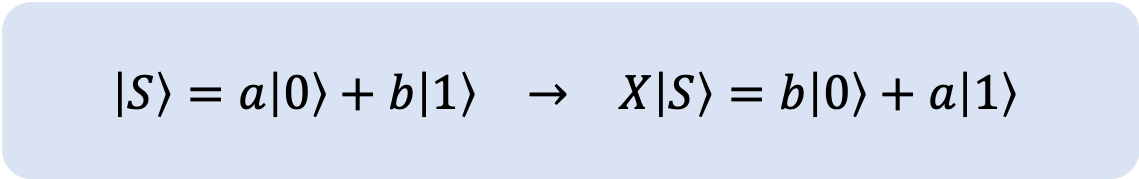 |S⟩ = a|0⟩ + b|1⟩ → X|S⟩ = b|0⟩ + a|1⟩